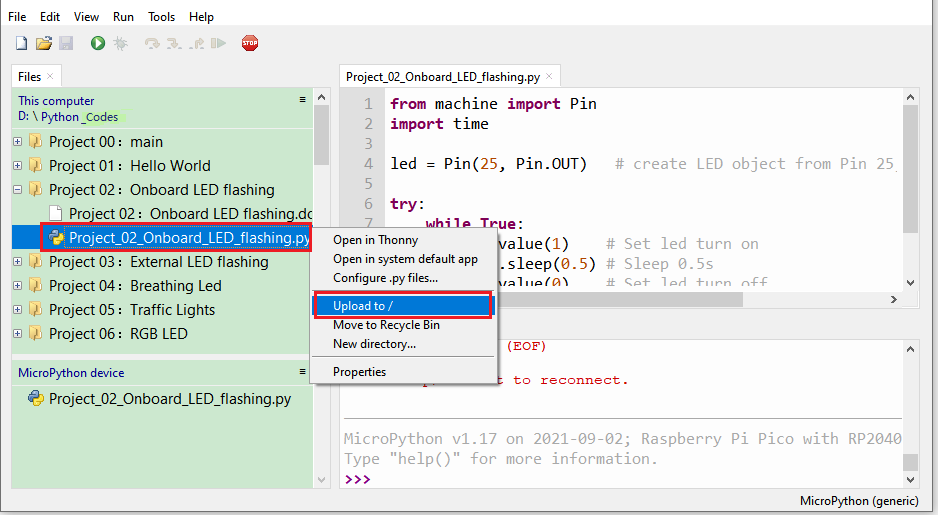 File Edit View Run Tools Help
STOP
Files
This computer
D: \ Python _Codes
Project 00：main
Project 01：Hello World
Project 02：Onboard LED flashing
Project 02：Onboard LED flashing.dc
Project_02_Onboard_LED_flashing.py
Project 03：External LED flashing
Project 04：Breathing Led
Project 05：Traffic Lights
Project 06：RGB LED
MicroPython device
Project_02_Onboard_LED_flashing.py
Project_02_Onboard_LED_flashing.py
1 from machine import Pin
2 import time
3
4 led = Pin(25, Pin.OUT) # create LED object from Pin 25,
5
6 try:
7 while True:
value(1) # Set led turn on
.sleep(0.5) # Sleep 0.5s
value(0) # Set led turn off
Open in Thonny
Open in system default app
Configure .py files...
Upload to /
Move to Recycle Bin
New directory...
Properties
(EOF)
t to reconnect.
MicroPython v1.17 on 2021-09-02; Raspberry Pi Pico with RP2040
Type "help()" for more information.
>>>
MicroPython (generic)